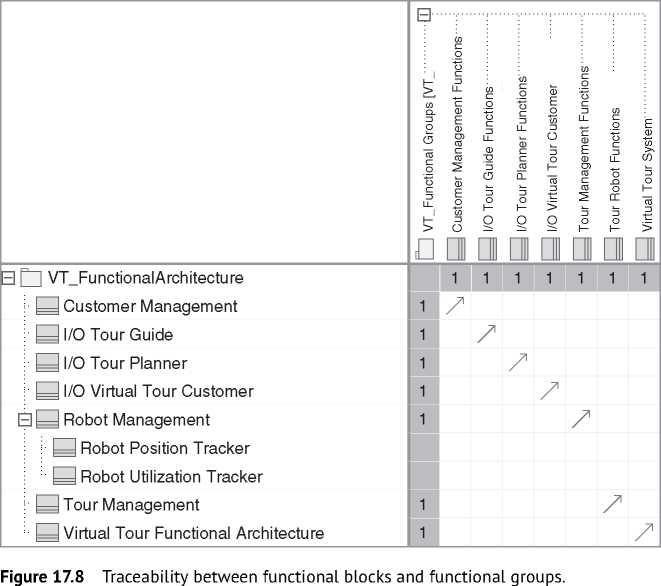 VT_Functional Groups [VT_
Customer Management Functions
I/O Tour Guide Functions
I/O Tour Planner Functions
I/O Virtual Tour Customer
Tour Management Functions
Tour Robot Functions
Virtual Tour System
VT_FunctionalArchitecture 1 1 1 1 1 1 1
Customer Management 1
I/O Tour Guide 1
I/O Tour Planner 1
I/O Virtual Tour Customer 1
Robot Management 1
Robot Position Tracker
Robot Utilization Tracker
Tour Management 1
Virtual Tour Functional Architecture 1
Figure 17.8 Traceability between functional blocks and functional groups.